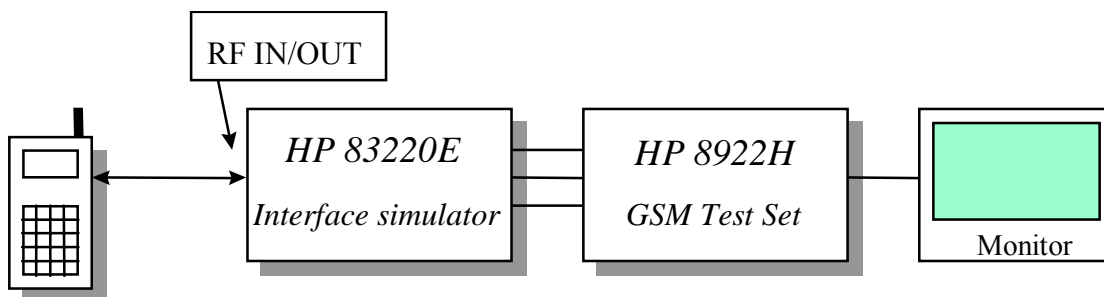 RF IN/OUT
HP 83220E
Interface simulator
HP 8922H
GSM Test Set
Monitor